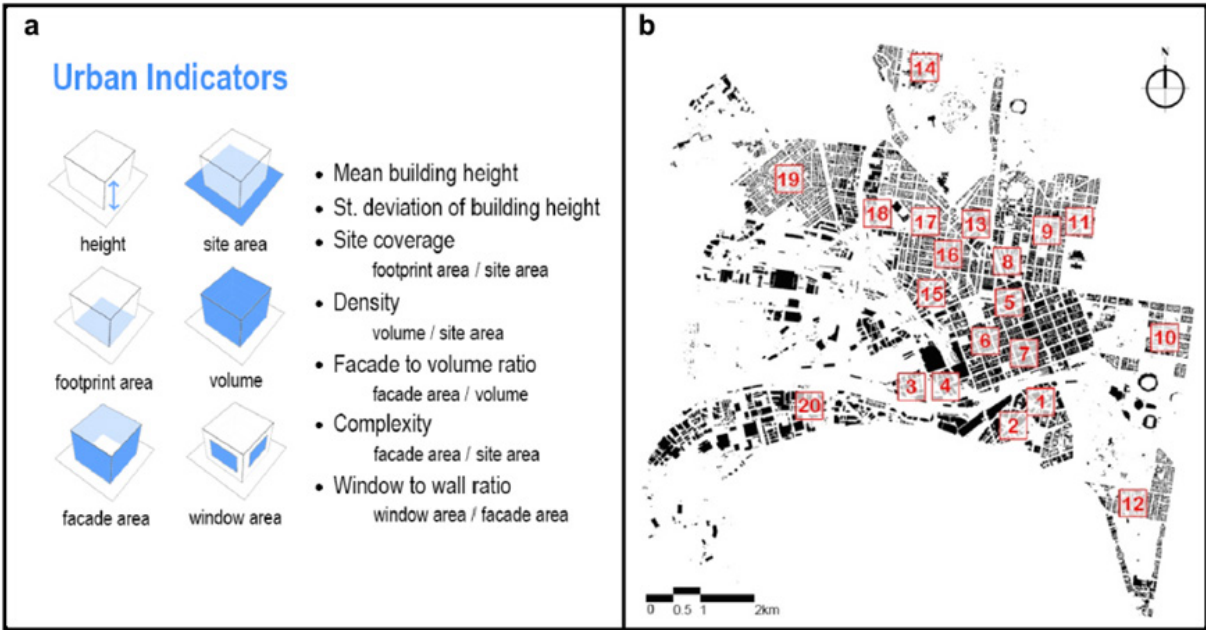 a
Urban Indicators
height
site area
footprint area
volume
facade area
window area
• Mean building height
• St. deviation of building height
• Site coverage
footprint area / site area
• Density
volume / site area
• Facade to volume ratio
facade area / volume
• Complexity
facade area / site area
• Window to wall ratio
window area / facade area
b
N
14
19
18
17
13
9
11
16
8
15
5
6
7
10
3
4
20
1
2
12
0 0.5 1 2km